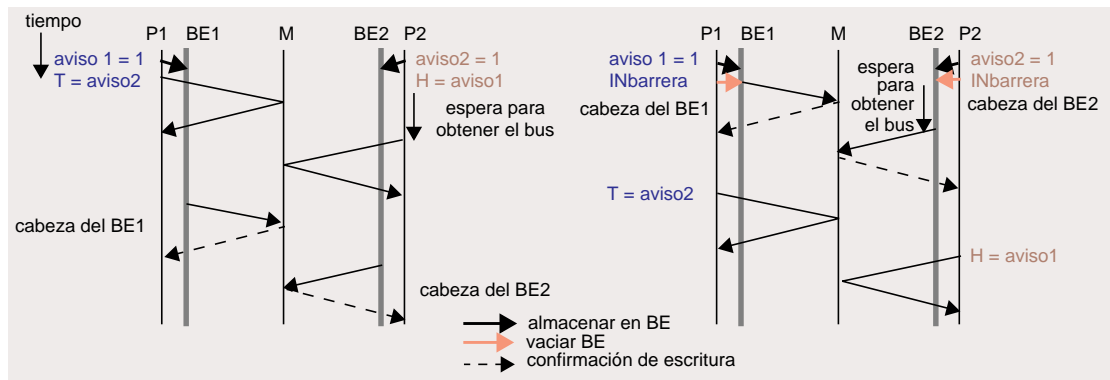 tiempo
P1 BE1 M BE2 P2
aviso 1 = 1
T = aviso2
aviso2 = 1
H = aviso1
espera para
obtener el bus
cabeza del BE1
cabeza del BE2
P1 BE1 M BE2 P2
aviso 1 = 1
INbarrera
cabeza del BE1
aviso2 = 1
INbarrera
cabeza del BE2
espera
para
obtener
el bus
T = aviso2
H = aviso1
almacenar en BE
vaciar BE
confirmación de escritura